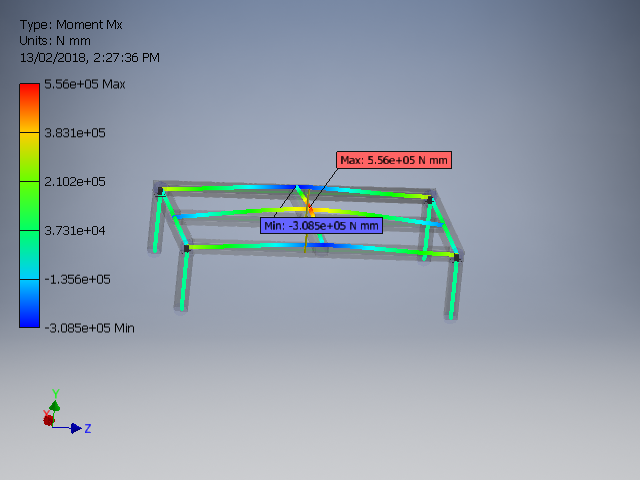 Type: Moment Mx
Units: N mm
13/02/2018, 2:27:36 PM
5.56e+05 Max
3.831e+05
2.102e+05
3.731e+04
-1.356e+05
-3.085e+05 Min
Max: 5.56e+05 N mm
Min: -3.085e+05 N mm
Y
X
Z